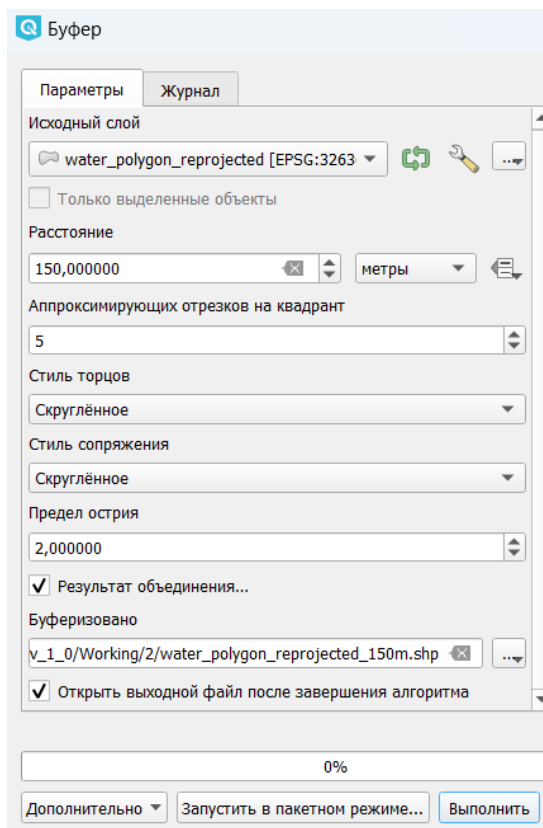 Буфер
Параметры
Журнал
Исходный слой
water_polygon_reprojected [EPSG:3263
Только выделенные объекты
Расстояние
150,000000
метры
Аппроксимирующих отрезков на квадрант
5
Стиль торцов
Скруглённое
Стиль сопряжения
Скруглённое
Предел острия
2,000000
Результат объединения...
Буферизовано
v_1_0/Working/2/water_polygon_reprojected_150m.shp
...
Открыть выходной файл после завершения алгоритма
0%
Дополнительно
Запустить в пакетном режиме...
Выполнить